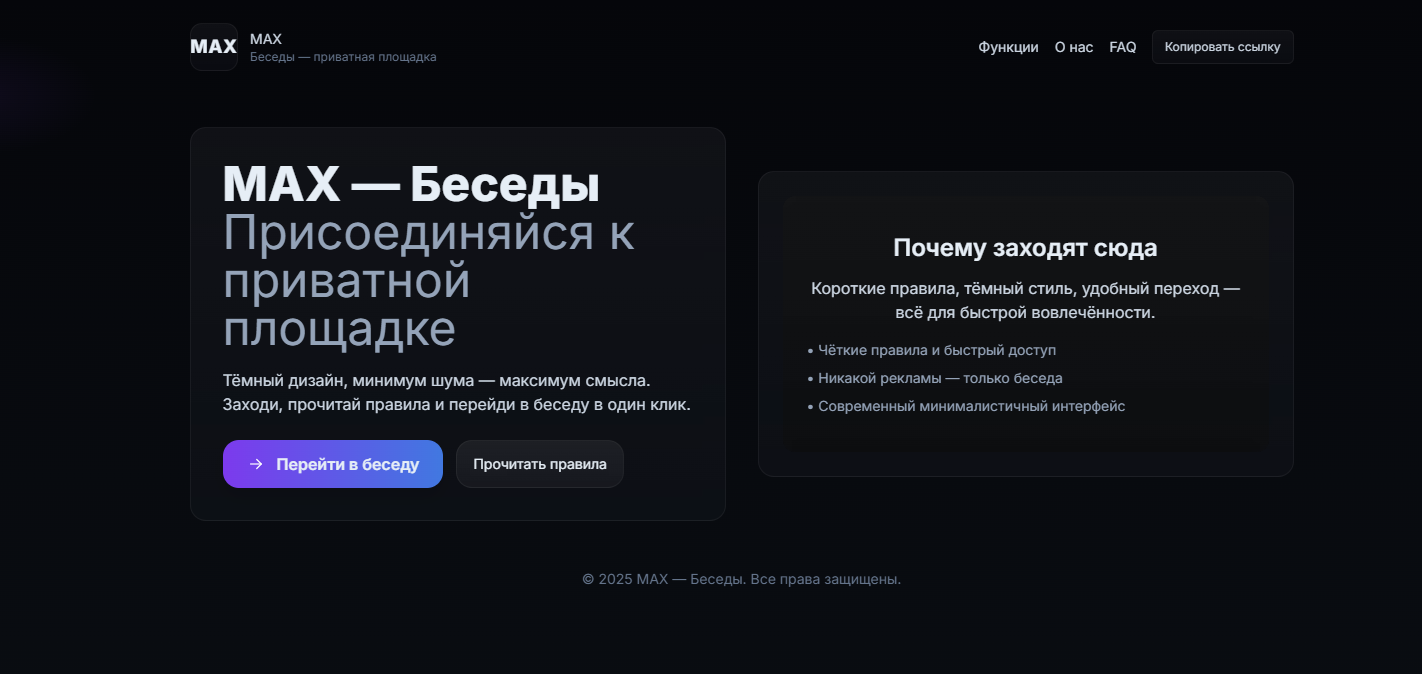 MAX
MAX
Беседы — приватная площадка
Функции
О нас
FAQ
Копировать ссылку
MAX — Беседы
Присоединяйся к
приватной
площадке
Тёмный дизайн, минимум шума — максимум смысла.
Заходи, прочитай правила и перейди в беседу в один клик.
→ Перейти в беседу
Прочитать правила
Почему заходят сюда
Короткие правила, тёмный стиль, удобный переход —
всё для быстрой вовлечённости.
• Чёткие правила и быстрый доступ
• Никакой рекламы — только беседа
• Современный минималистичный интерфейс
© 2025 MAX — Беседы. Все права защищены.